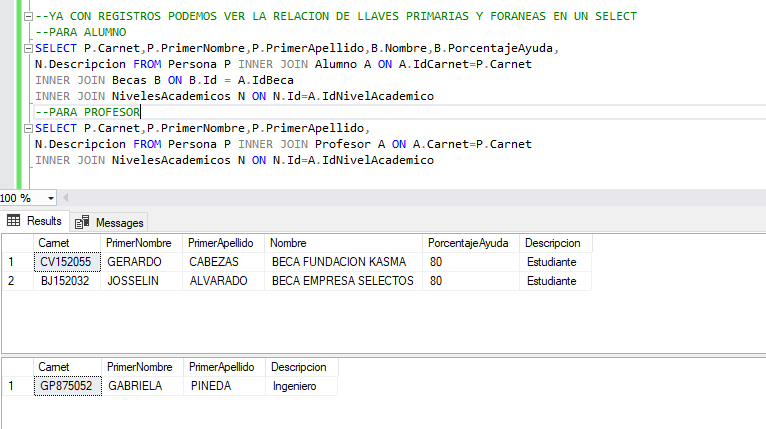 --YA CON REGISTROS PODEMOS VER LA RELACION DE LLAVES PRIMARIAS Y FORANEAS EN UN SELECT
--PARA ALUMNO
SELECT P.Carnet,P.PrimerNombre,P.PrimerApellido,B.Nombre,B.PorcentajeAyuda,
N.Descripcion FROM Persona P INNER JOIN Alumno A ON A.IdCarnet=P.Carnet
INNER JOIN Becas B ON B.Id = A.IdBeca
INNER JOIN NivelesAcademicos N ON N.Id=A.IdNivelAcademico
--PARA PROFESOR
SELECT P.Carnet,P.PrimerNombre,P.PrimerApellido,
N.Descripcion FROM Persona P INNER JOIN Profesor A ON A.Carnet=P.Carnet
INNER JOIN NivelesAcademicos N ON N.Id=A.IdNivelAcademico
100 %
Results Messages
Carnet PrimerNombre PrimerApellido Nombre PorcentajeAyuda Descripcion
1 CV152055 GERARDO CABEZAS BECA FUNDACION KASMA 80 Estudiante
2 BJ152032 JOSSELIN ALVARADO BECA EMPRESA SELECTOS 80 Estudiante
Carnet PrimerNombre PrimerApellido Descripcion
1 GP875052 GABRIELA PINEDA Ingeniero